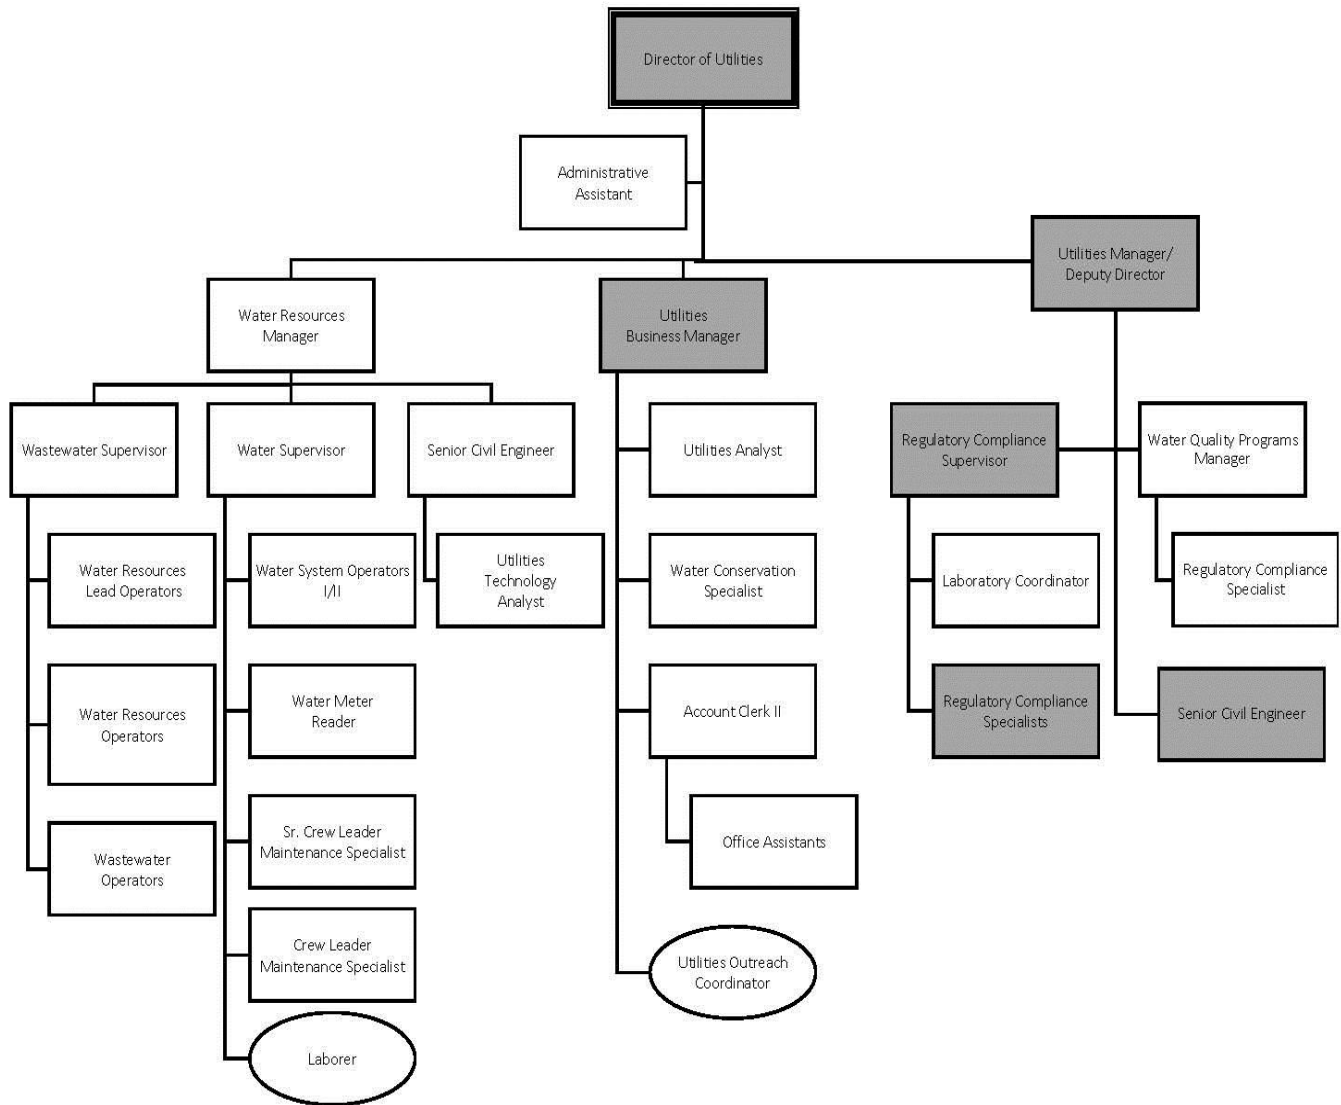 Director of Utilities
Administrative
Assistant
Utilities Manager/
Deputy Director
Water Resources
Manager
Utilities
Business Manager
Wastewater Supervisor
Water Supervisor
Senior Civil Engineer
Utilities Analyst
Regulatory Compliance
Supervisor
Water Quality Programs
Manager
Water Resources
Lead Operators
Water System Operators
I/II
Utilities
Technology
Analyst
Water Conservation
Specialist
Laboratory Coordinator
Regulatory Compliance
Specialist
Water Resources
Operators
Water Meter
Reader
Account Clerk II
Regulatory Compliance
Specialists
Senior Civil Engineer
Wastewater
Operators
Sr. Crew Leader
Maintenance Specialist
Office Assistants
Crew Leader
Maintenance Specialist
Utilities Outreach
Coordinator
Laborer